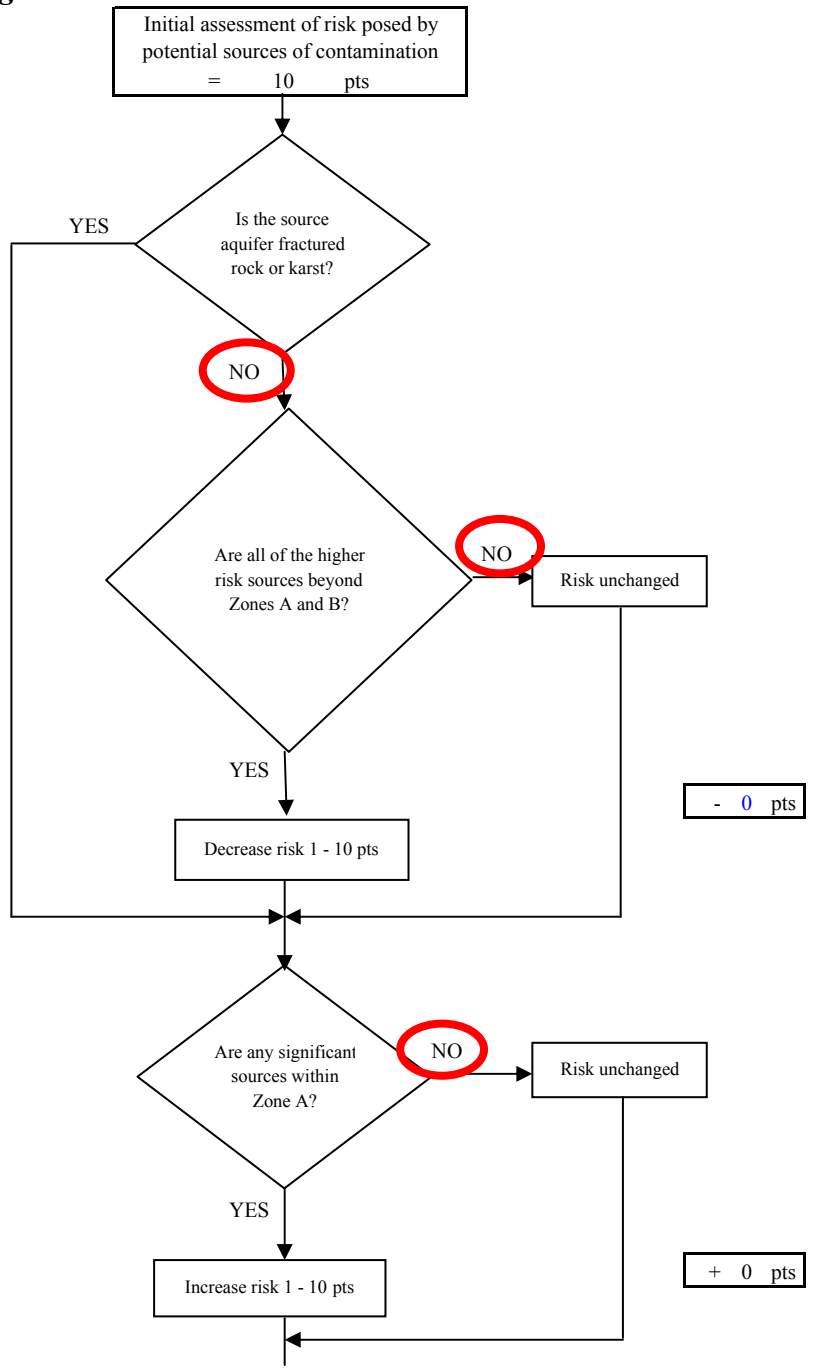 g
Initial assessment of risk posed by
potential sources of contamination
= 10 pts
YES
Is the source
aquifer fractured
rock or karst?
NO
Are all of the higher
risk sources beyond
Zones A and B?
NO
Risk unchanged
YES
- 0 pts
Decrease risk 1 - 10 pts
Are any significant
sources within
Zone A?
NO
Risk unchanged
YES
+ 0 pts
Increase risk 1 - 10 pts